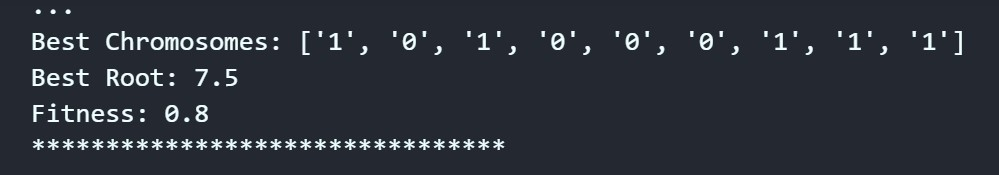 ...
Best Chromosomes: ['1', '0', '1', '0', '0', '0', '1', '1', '1']
Best Root: 7.5
Fitness: 0.8
********************************